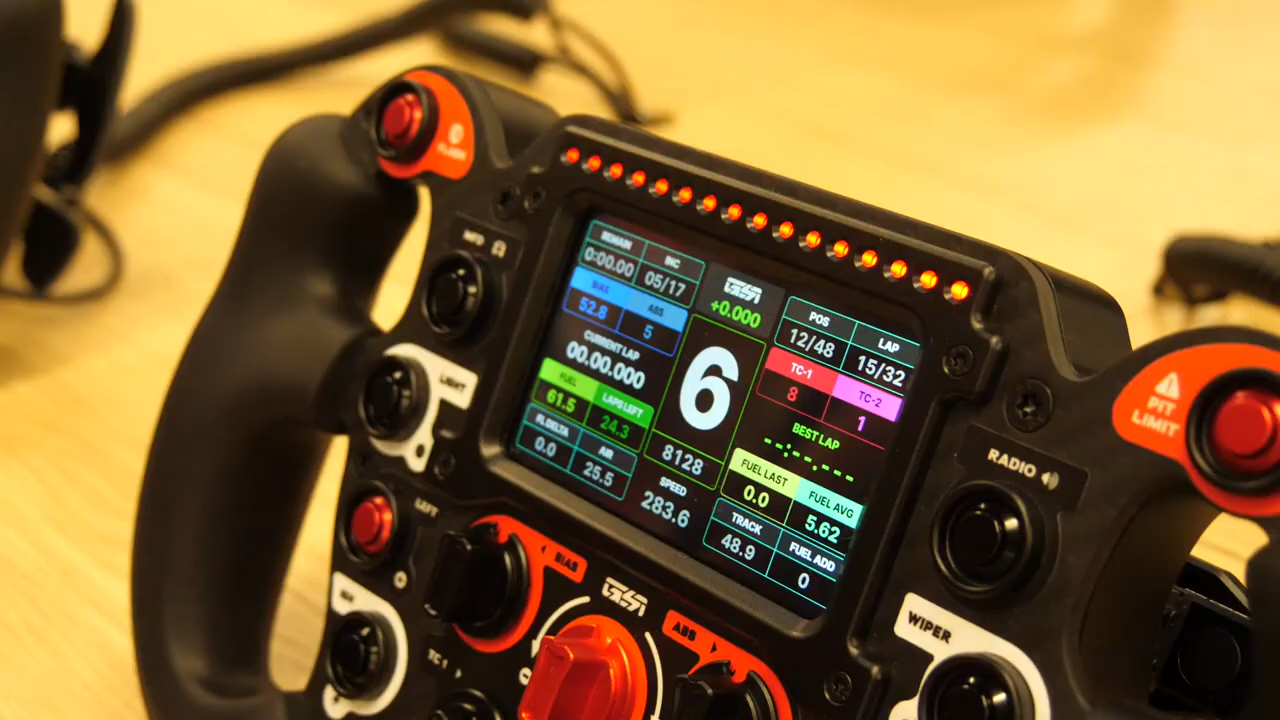 FLASH
INFO
LIGHT
LEFT
REMAIN
INC
0:00.00
05/17
BIAS
ABS
52.8
5
CURRENT LAP
00.00.000
FUEL
LAPS LEFT
61.5
24.3
PL DELTA
AIR
0.0
25.5
GSI
+0.000
6
8128
SPEED
283.6
POS
LAP
12/48
15/32
TC-1
TC-2
8
1
BEST LAP
--:--.---
FUEL LAST
FUEL AVG
0.0
5.62
TRACK
FUEL ADD
48.9
0
PIT
LIMIT
RADIO
WIPER
BIAS
GSI
ABS
TC 1